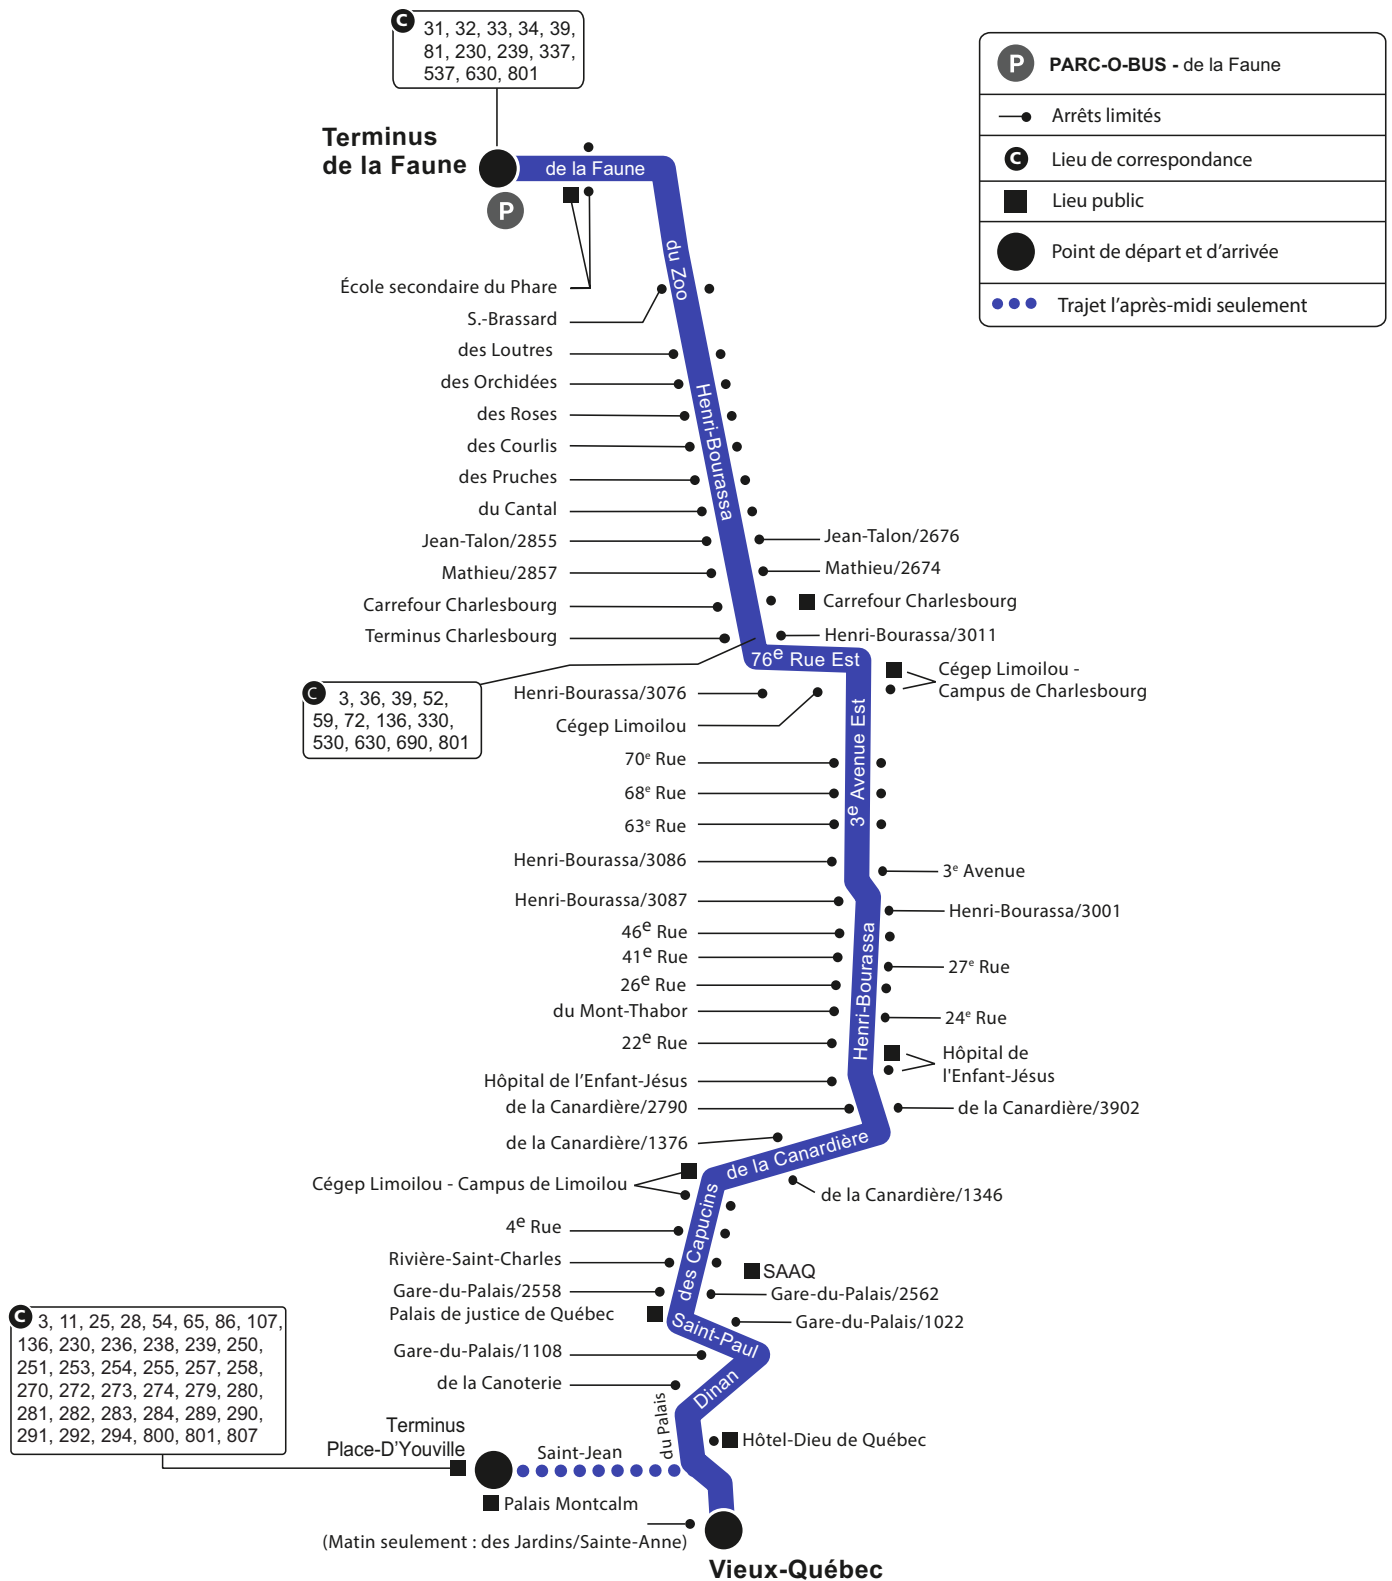 C 31, 32, 33, 34, 39,
81, 230, 239, 337,
537, 630, 801
P PARC-O-BUS - de la Faune
Arrêts limités
C Lieu de correspondance
Lieu public
Point de départ et d'arrivée
Trajet l'après-midi seulement
Terminus
de la Faune
P
de la Faune
du Zoo
École secondaire du Phare
S.-Brassard
des Loutres
des Orchidées
des Roses
des Courlis
des Pruches
du Cantal
Jean-Talon/2855
Mathieu/2857
Carrefour Charlesbourg
Terminus Charlesbourg
Henri-Bourassa
Jean-Talon/2676
Mathieu/2674
Carrefour Charlesbourg
Henri-Bourassa/3011
76e Rue Est
Cégep Limoilou -
Campus de Charlesbourg
C 3, 36, 39, 52,
59, 72, 136, 330,
530, 630, 690, 801
Henri-Bourassa/3076
Cégep Limoilou
70e Rue
68e Rue
63e Rue
Henri-Bourassa/3086
3e Avenue Est
3e Avenue
Henri-Bourassa/3087
46e Rue
41e Rue
26e Rue
du Mont-Thabor
22e Rue
Hôpital de l'Enfant-Jésus
de la Canardière/2790
de la Canardière/1376
Henri-Bourassa
Henri-Bourassa/3001
27e Rue
24e Rue
Hôpital de
l'Enfant-Jésus
de la Canardière/3902
de la Canardière
de la Canardière/1346
Cégep Limoilou - Campus de Limoilou
4e Rue
Rivière-Saint-Charles
Gare-du-Palais/2558
Palais de justice de Québec
des Capucins
SAAQ
Gare-du-Palais/2562
Gare-du-Palais/1022
Saint-Paul
Gare-du-Palais/1108
de la Canoterie
Dinan
du Palais
C 3, 11, 25, 28, 54, 65, 86, 107,
136, 230, 236, 238, 239, 250,
251, 253, 254, 255, 257, 258,
270, 272, 273, 274, 279, 280,
281, 282, 283, 284, 289, 290,
291, 292, 294, 800, 801, 807
Terminus
Place-D'Youville
Saint-Jean
Hôtel-Dieu de Québec
Palais Montcalm
(Matin seulement : des Jardins/Sainte-Anne)
Vieux-Québec